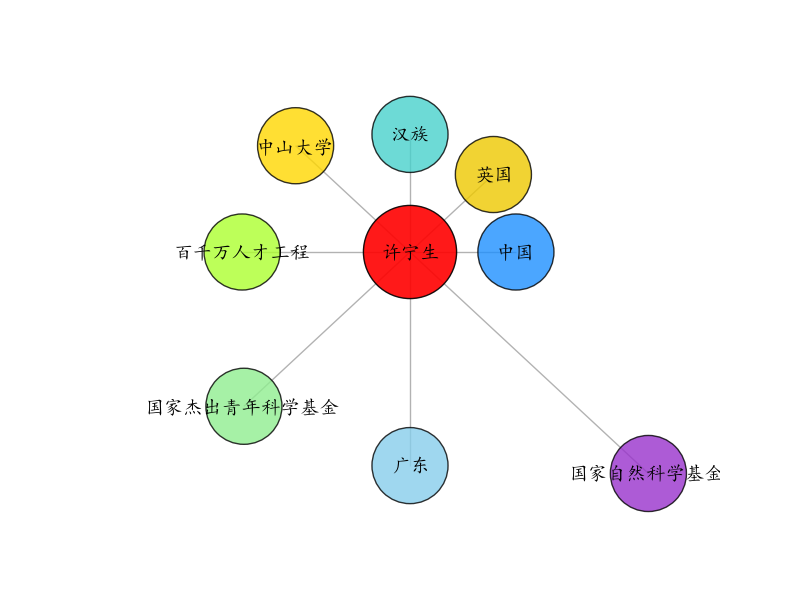 汉族
中山大学
英国
百千万人才工程
许宁生
中国
国家杰出青年科学基金
广东
国家自然科学基金